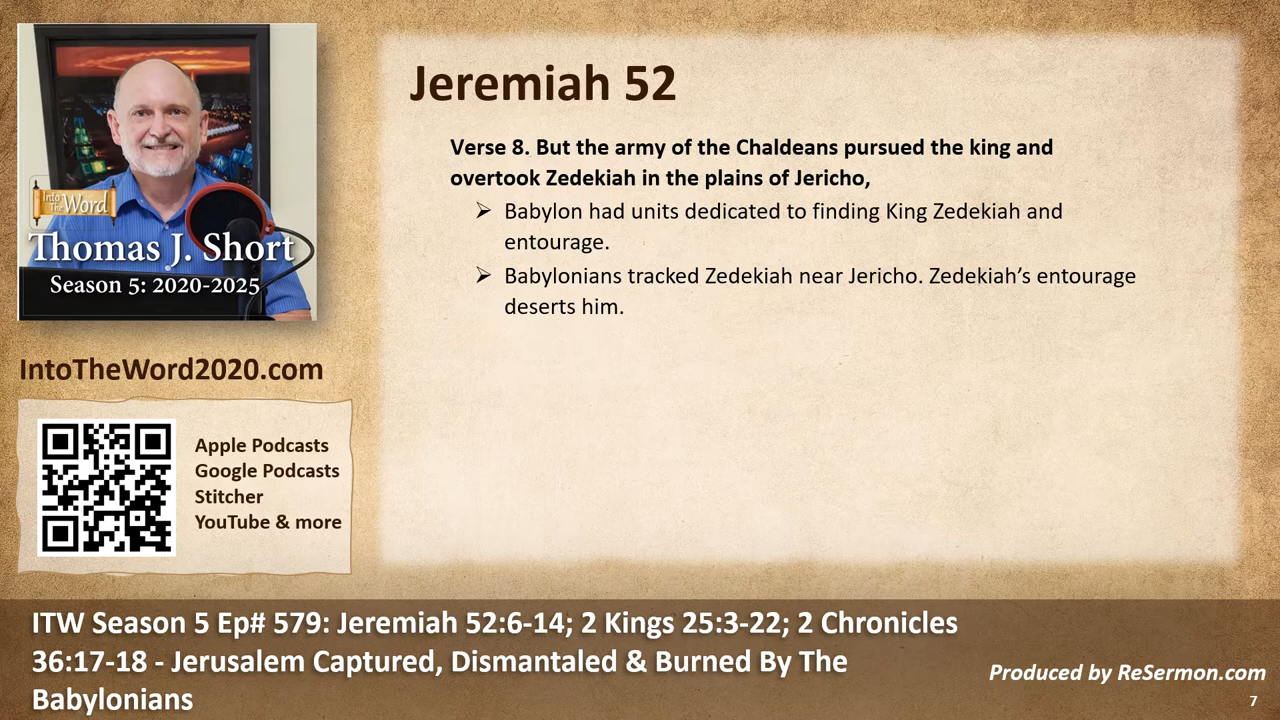 Into
The Word
Thomas J. Short
Season 5: 2020-2025
IntoTheWord2020.com
Apple Podcasts
Google Podcasts
Stitcher
YouTube & more
Jeremiah 52
Verse 8. But the army of the Chaldeans pursued the king and
overtook Zedekiah in the plains of Jericho,
➢ Babylon had units dedicated to finding King Zedekiah and
entourage.
➢ Babylonians tracked Zedekiah near Jericho. Zedekiah’s entourage
deserts him.
ITW Season 5 Ep# 579: Jeremiah 52:6-14; 2 Kings 25:3-22; 2 Chronicles
36:17-18 - Jerusalem Captured, Dismantaled & Burned By The
Babylonians
Produced by ReSermon.com
7